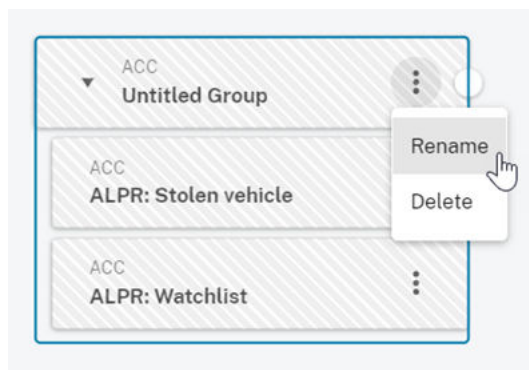 ACC
Untitled Group
Rename
ACC
ALPR: Stolen vehicle
Delete
ACC
ALPR: Watchlist